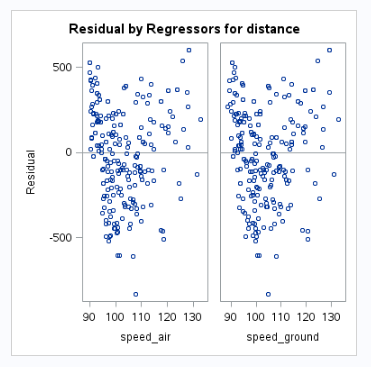 Residual by Regressors for distance
500
0
-500
Residual
90 100 110 120 130
90 100 110 120 130
speed_air
speed_ground